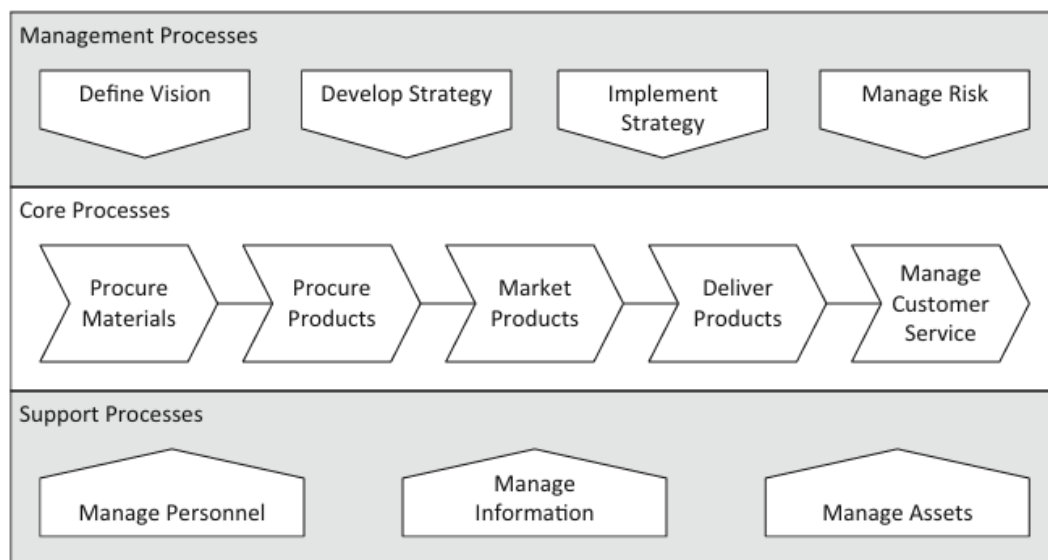 Management Processes
Define Vision
Develop Strategy
Implement
Strategy
Manage Risk
Core Processes
Procure
Materials
Procure
Products
Market
Products
Deliver
Products
Manage
Customer
Service
Support Processes
Manage Personnel
Manage
Information
Manage Assets